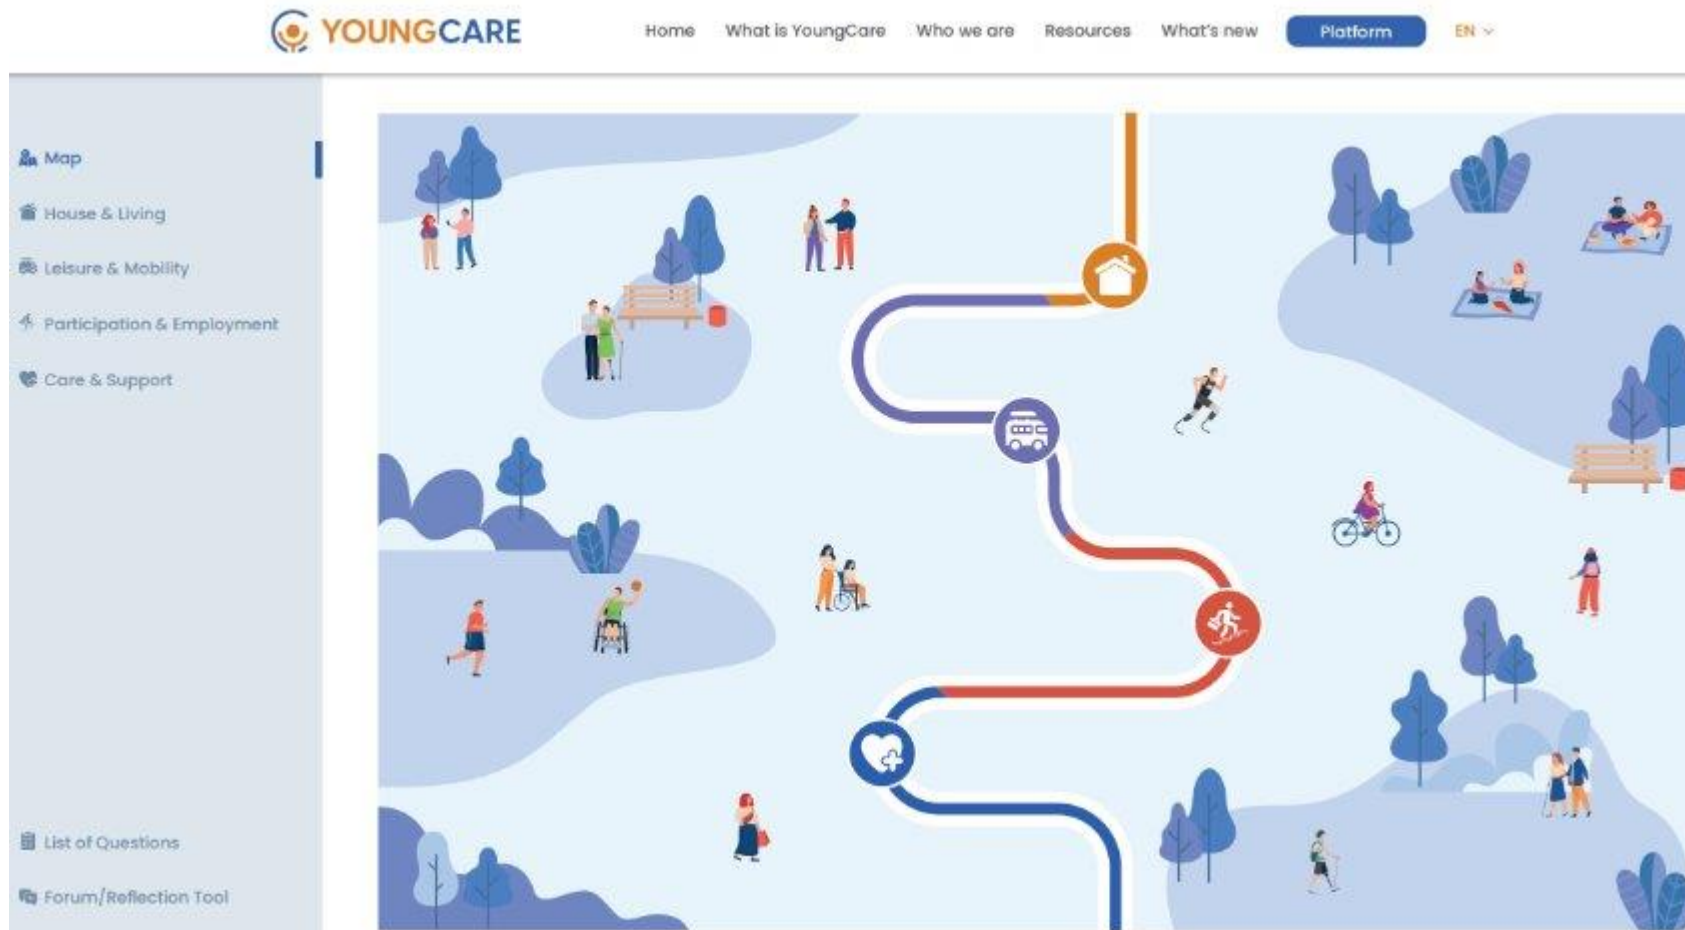 YOUNGCARE
Home What is YoungCare Who we are Resources What's new Platform EN
Map
House & Living
Leisure & Mobility
Participation & Employment
Care & Support
List of Questions
Forum/Reflection Tool